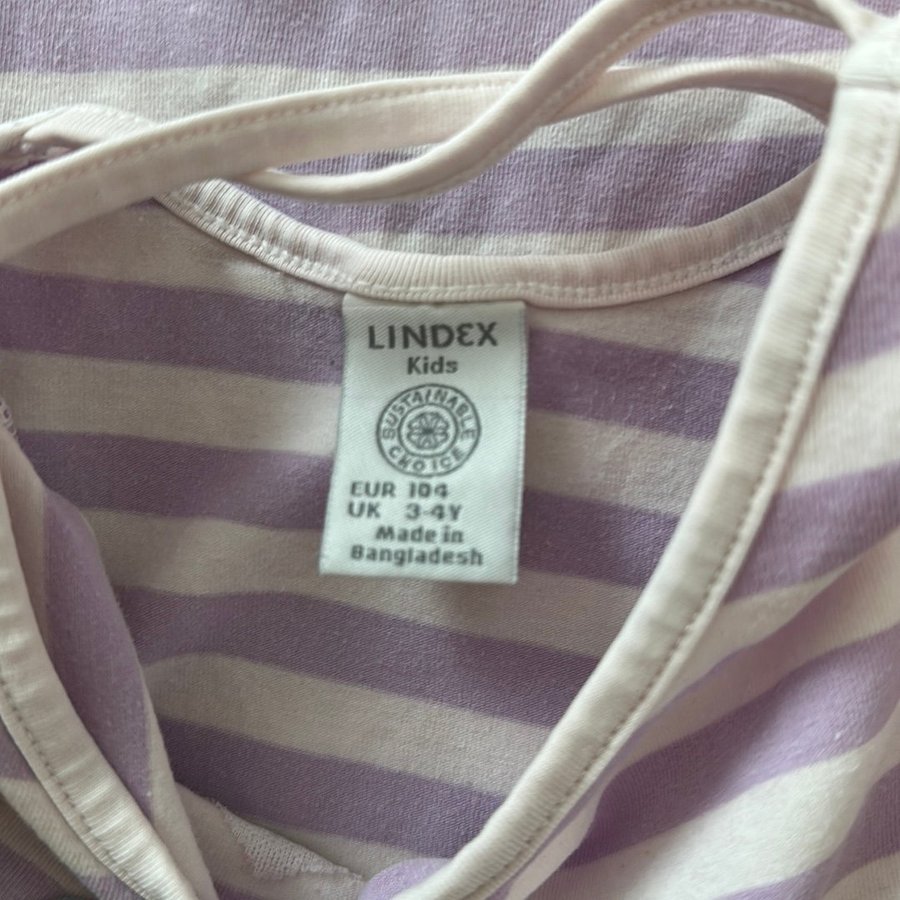 LINDEX
Kids
SUSTAINABLE
CHOICE
EUR 104
UK 3-4Y
Made in
Bangladesh